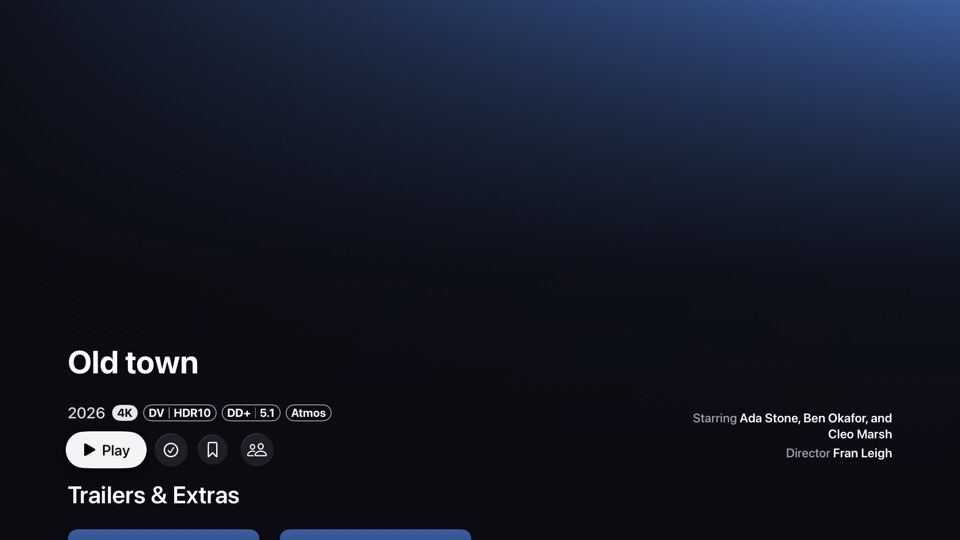 Old town
2026 4K DV HDR10 DD+ 5.1 Atmos
Starring Ada Stone, Ben Okafor, and
Cleo Marsh
Play
Director Fran Leigh
Trailers & Extras